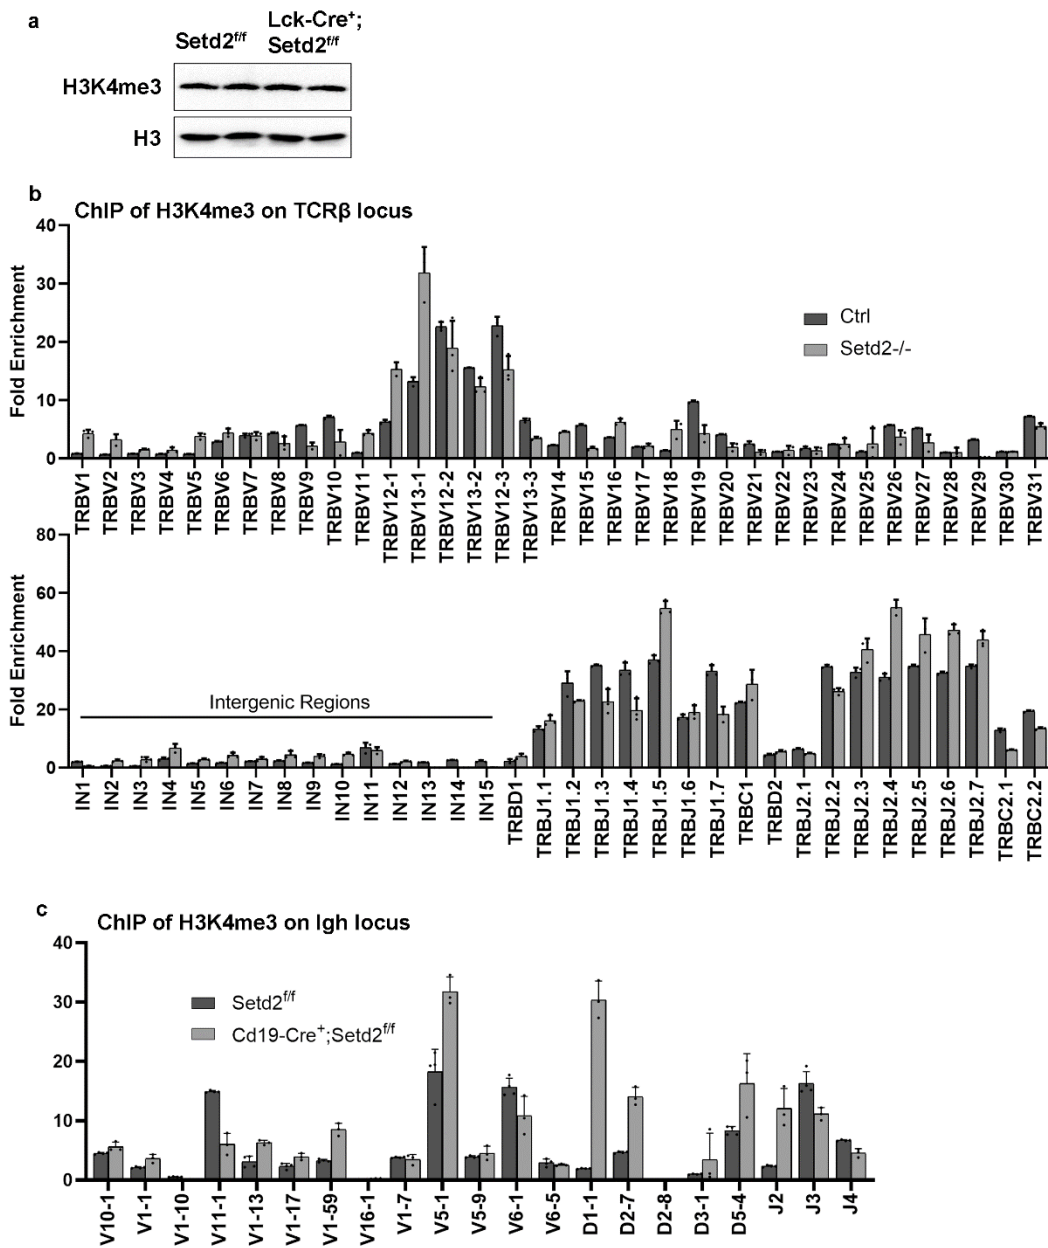 a
Setd2f/f
Lck-Cre+;
Setd2f/f
H3K4me3
H3
b
ChIP of H3K4me3 on TCRβ locus
Fold Enrichment
40
30
20
10
0
Ctrl
Setd2-/-
TRBV1
TRBV2
TRBV3
TRBV4
TRBV5
TRBV6
TRBV7
TRBV8
TRBV9
TRBV10
TRBV11
TRBV12-1
TRBV13-1
TRBV12-2
TRBV13-2
TRBV12-3
TRBV13-3
TRBV14
TRBV15
TRBV16
TRBV17
TRBV18
TRBV19
TRBV20
TRBV21
TRBV22
TRBV23
TRBV24
TRBV25
TRBV26
TRBV27
TRBV28
TRBV29
TRBV30
TRBV31
Fold Enrichment
80
60
40
20
0
Intergenic Regions
IN1
IN2
IN3
IN4
IN5
IN6
IN7
IN8
IN9
IN10
IN11
IN12
IN13
IN14
IN15
TRBD1
TRBJ1.1
TRBJ1.2
TRBJ1.3
TRBJ1.4
TRBJ1.5
TRBJ1.6
TRBJ1.7
TRBC1
TRBD2
TRBJ2.1
TRBJ2.2
TRBJ2.3
TRBJ2.4
TRBJ2.5
TRBJ2.6
TRBJ2.7
TRBC2.1
TRBC2.2
c
ChIP of H3K4me3 on Igh locus
40
30
20
10
0
Setd2f/f
Cd19-Cre+;Setd2f/f
V10-1
V1-1
V1-10
V11-1
V1-13
V1-17
V1-59
V16-1
V1-7
V5-1
V5-9
V6-1
V6-5
D1-1
D2-7
D2-8
D3-1
D5-4
J2
J3
J4